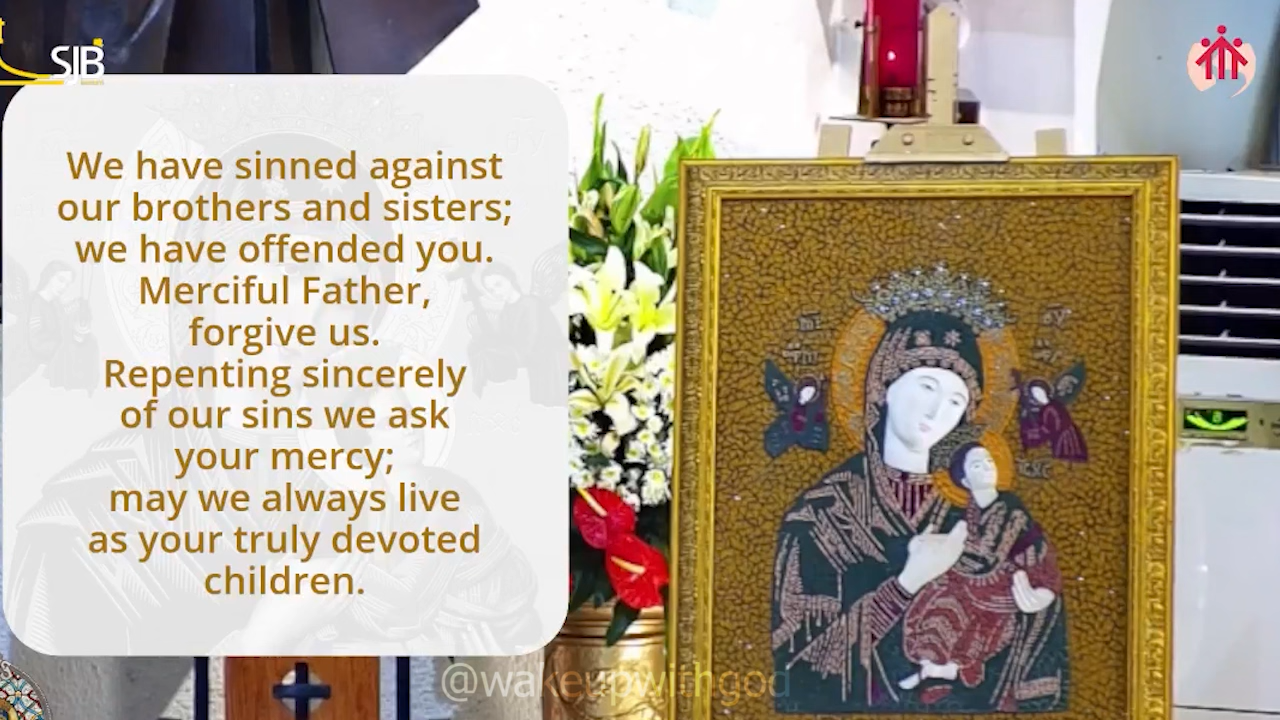 SJB
We have sinned against
our brothers and sisters;
we have offended you.
Merciful Father,
forgive us.
Repenting sincerely
of our sins we ask
your mercy;
may we always live
as your truly devoted
children.
@wakeupwithgod